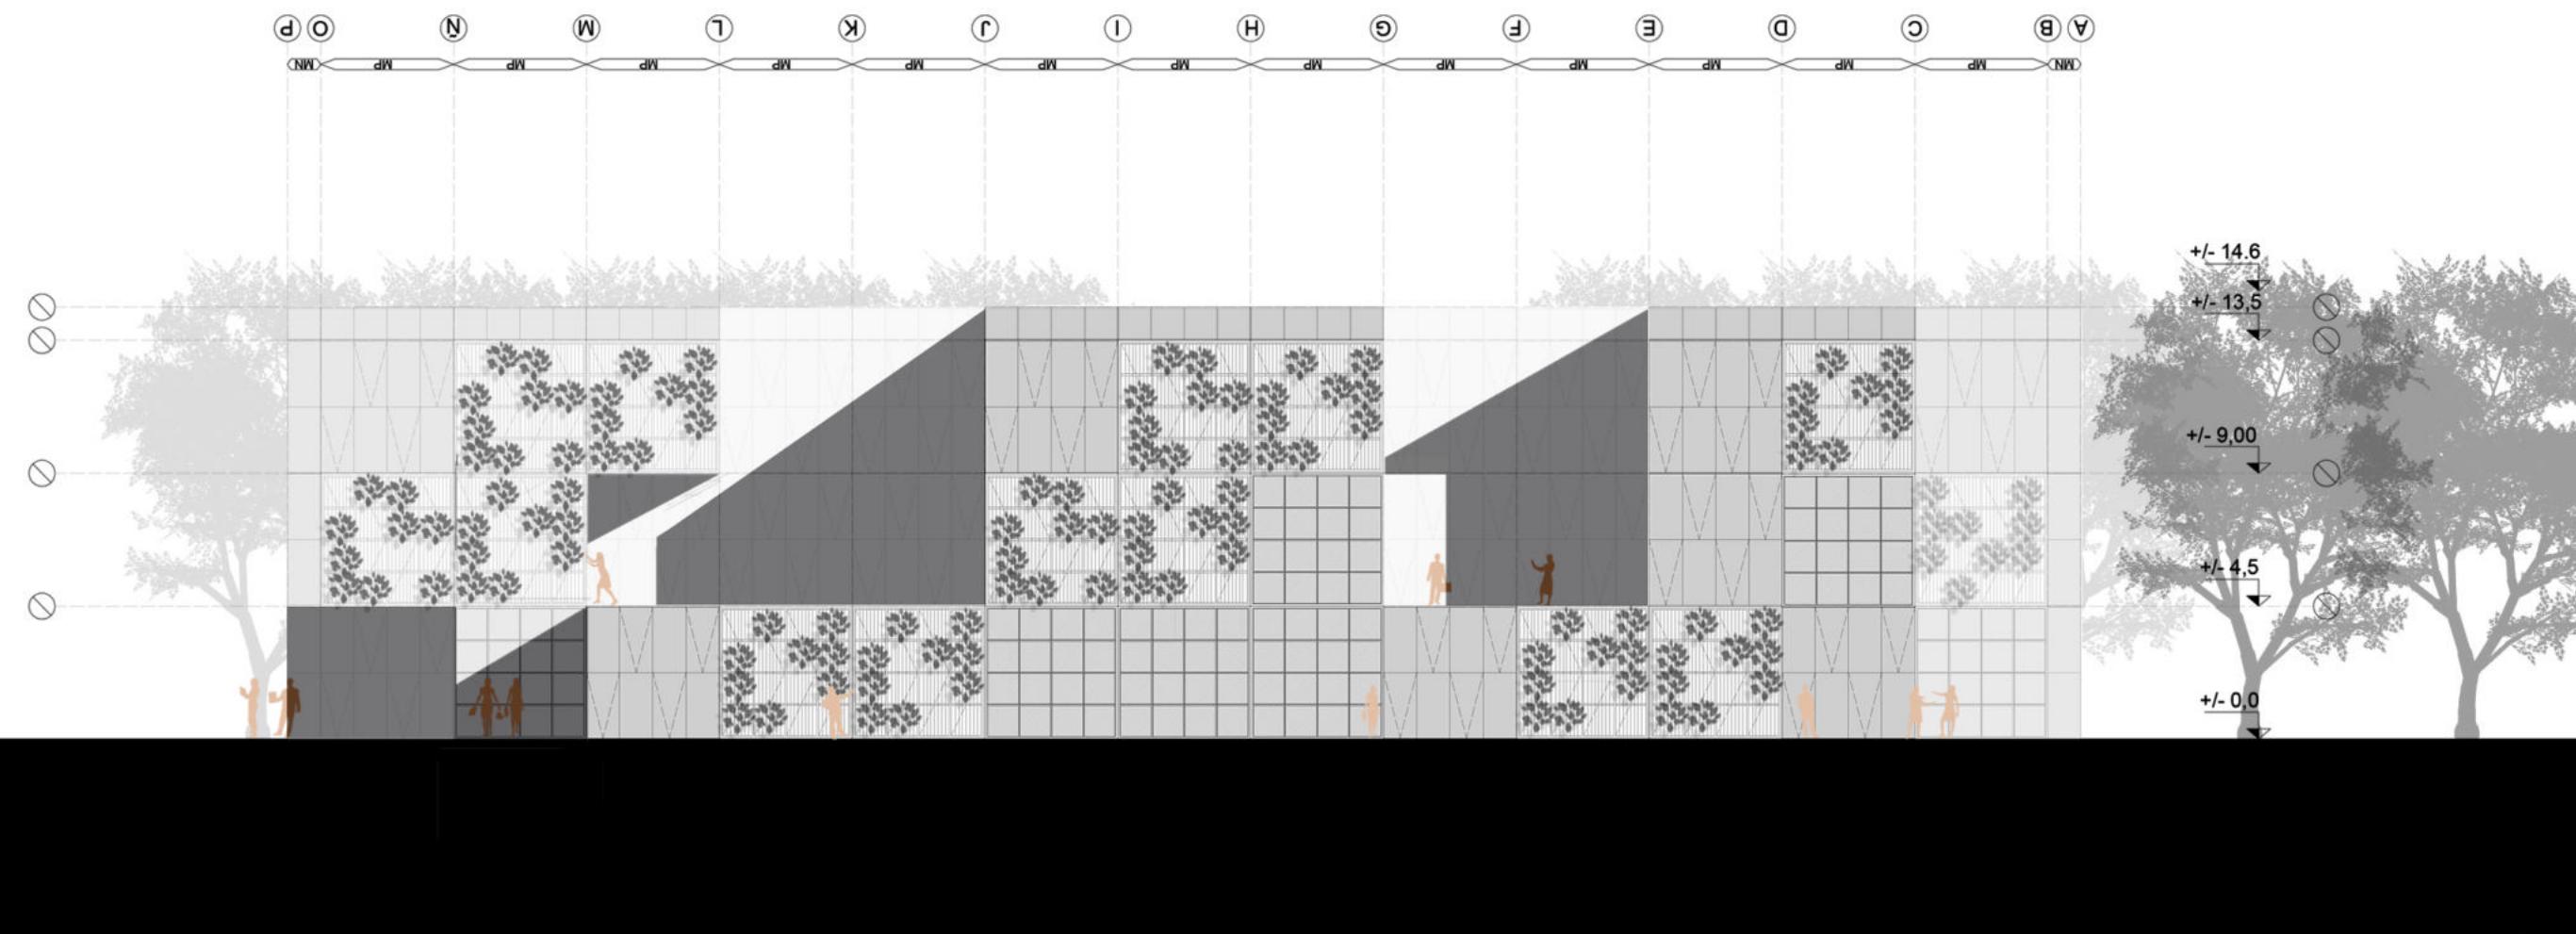 P O Ñ M L K J I H G F E D C B A
MN MP MP MP MP MP MP MP MP MP MP MP MP MP MN
+/- 14.6
+/- 13,5
+/- 9,00
+/- 4,5
+/- 0,0